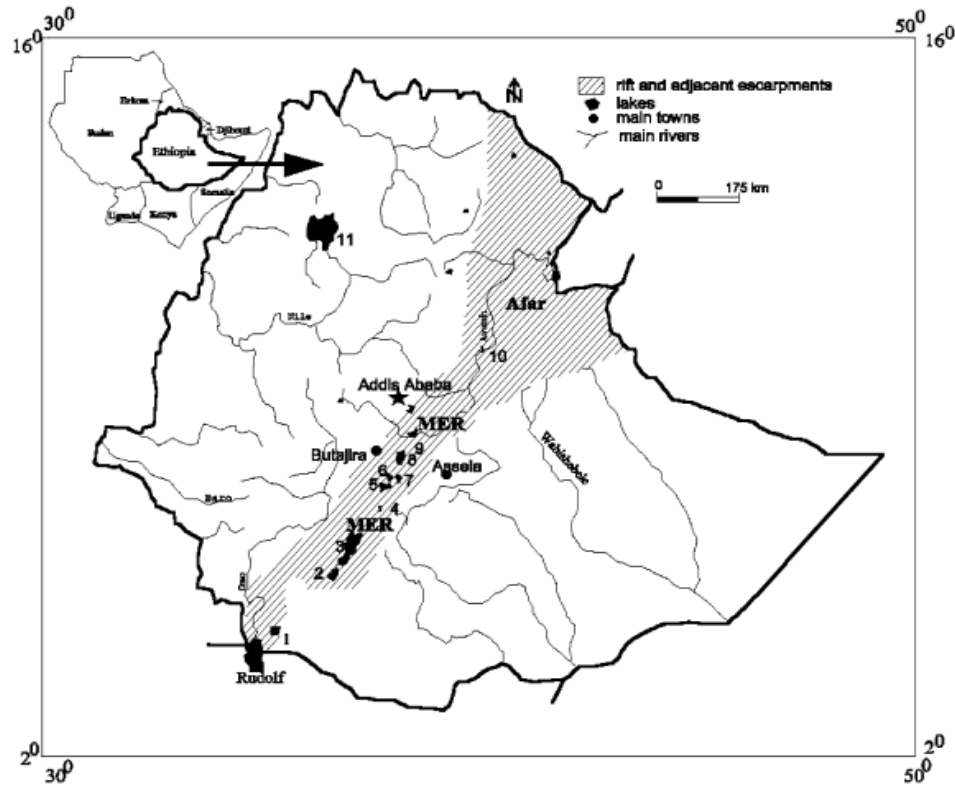 30⁰ 50⁰
16⁰ 16⁰
N
rift and adjacent escarpments
lakes
main towns
main rivers
0 175 km
Eritrea
Sudan
Djibouti
Ethiopia
Somalia
Uganda
Kenya
11
Nile
Afar
Awash
10
Addis Ababa
MER
Butajira
9
8
Assela
6
7
5
Wabishebele
Baro
4
MER
3
2
Omo
1
Rudolf
2⁰ 2⁰
30⁰ 50⁰